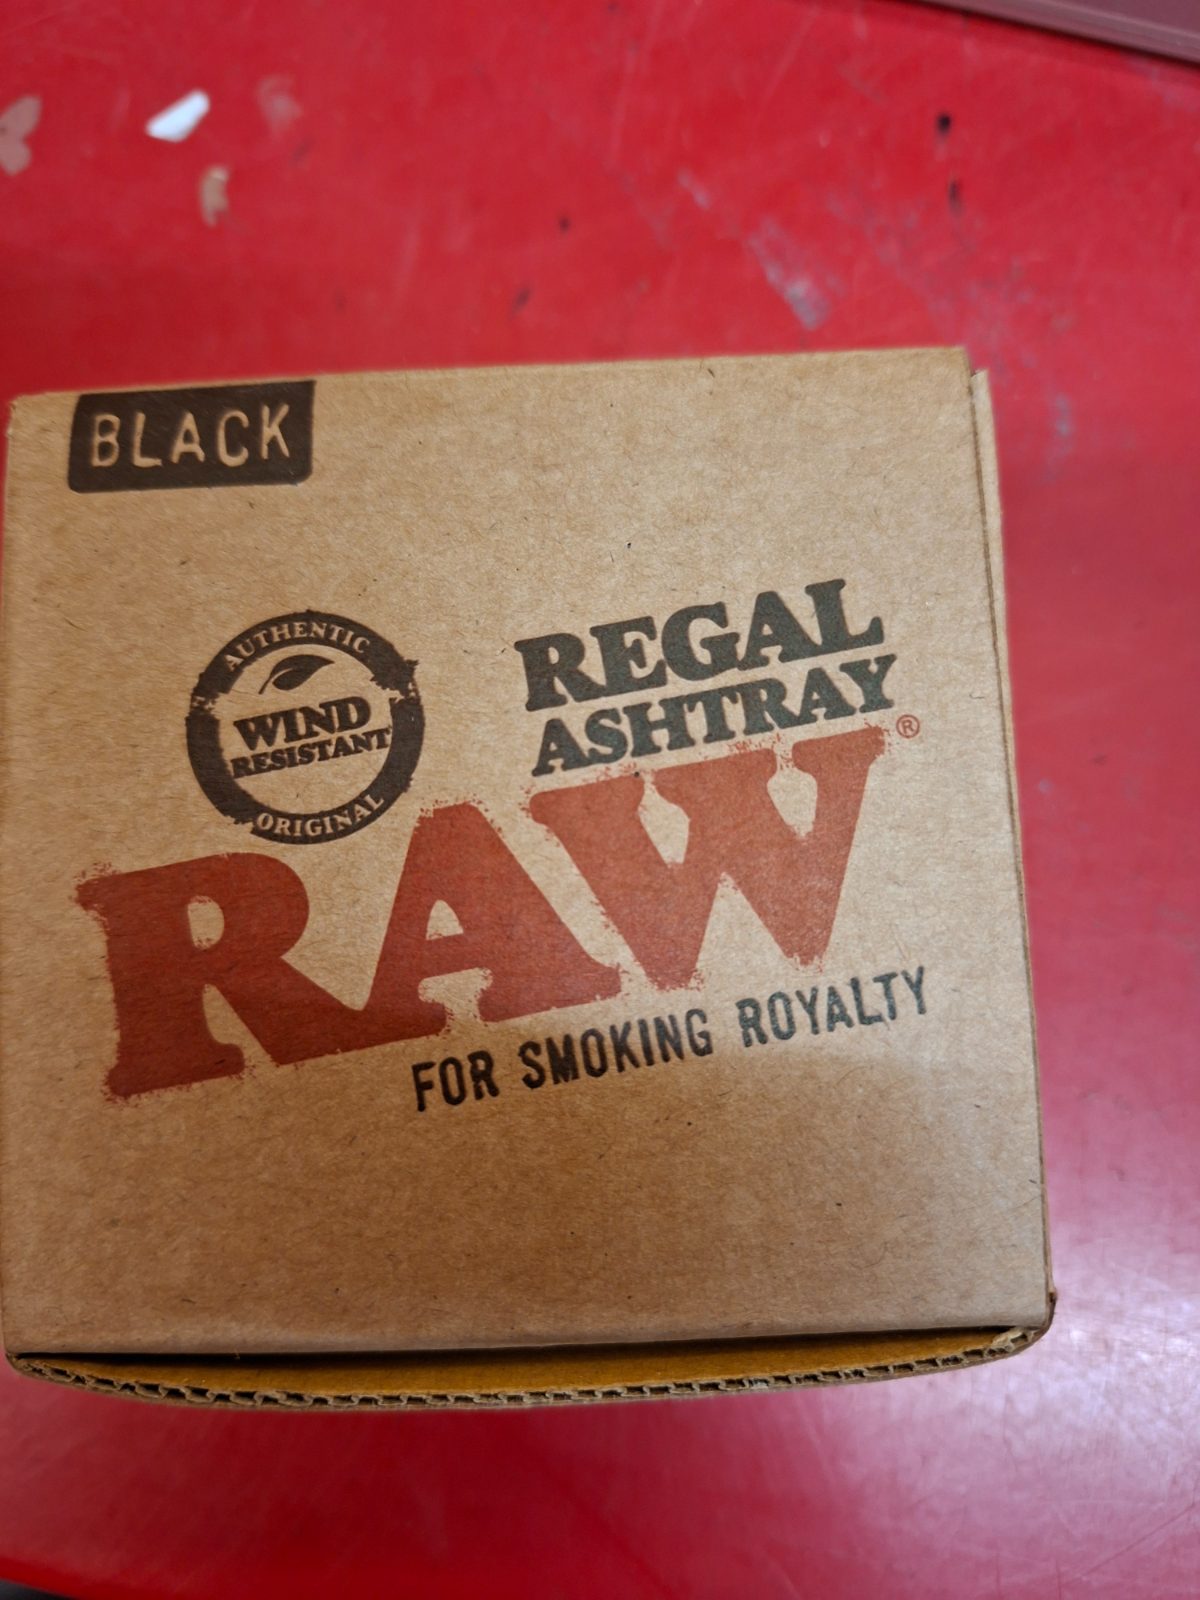 BLACK
AUTHENTIC
WIND
RESISTANT
ORIGINAL
REGAL
ASHTRAY
RAW®
FOR SMOKING ROYALTY